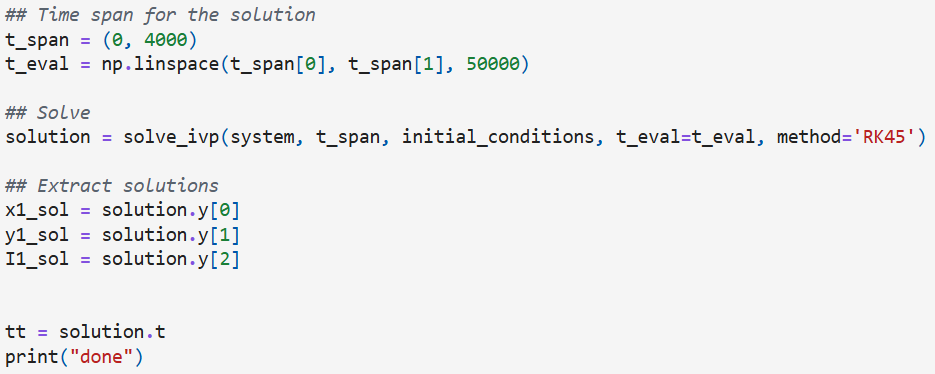 ## Time span for the solution
t_span = (0, 4000)
t_eval = np.linspace(t_span[0], t_span[1], 50000)
## Solve
solution = solve_ivp(system, t_span, initial_conditions, t_eval=t_eval, method='RK45')
## Extract solutions
x1_sol = solution.y[0]
y1_sol = solution.y[1]
I1_sol = solution.y[2]
tt = solution.t
print("done")